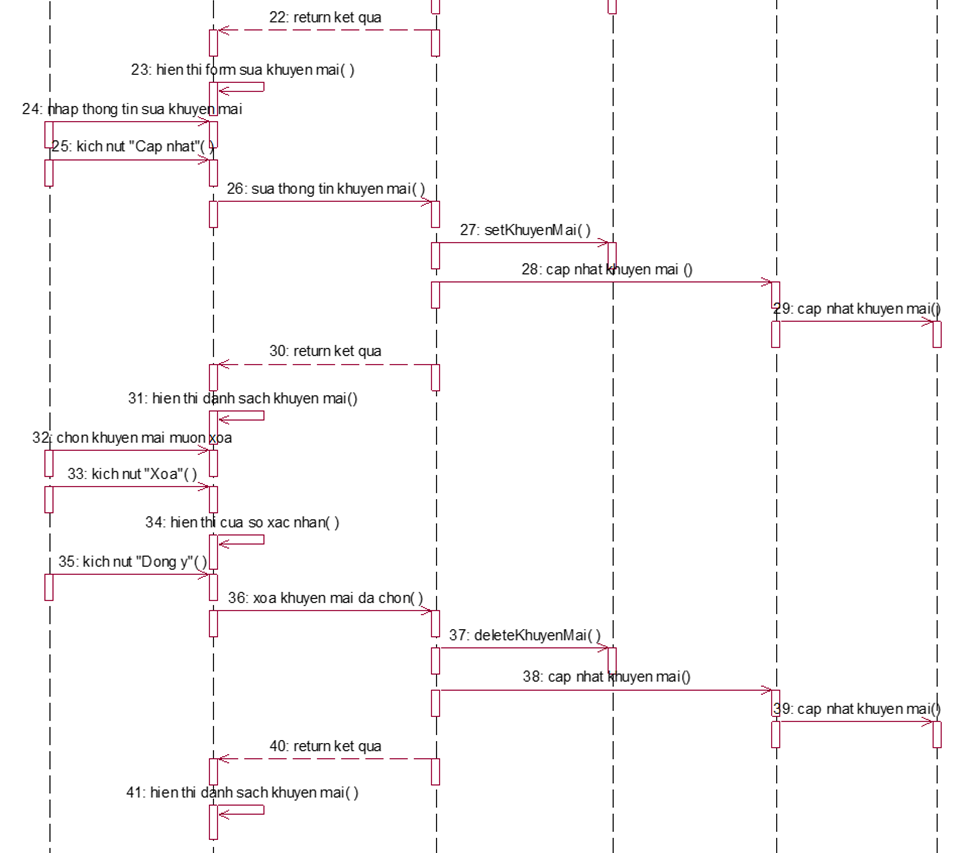 22: return ket qua
23: hien thi form sua khuyen mai( )
24: nhap thong tin sua khuyen mai
25: kich nut "Cap nhat"( )
26: sua thong tin khuyen mai( )
27: setKhuyenMai( )
28: cap nhat khuyen mai ()
29: cap nhat khuyen mai()
30: return ket qua
31: hien thi danh sach khuyen mai()
32: chon khuyen mai muon xoa
33: kich nut "Xoa"( )
34: hien thi cua so xac nhan( )
35: kich nut "Dong y"( )
36: xoa khuyen mai da chon( )
37: deleteKhuyenMai( )
38: cap nhat khuyen mai()
39: cap nhat khuyen mai()
40: return ket qua
41: hien thi danh sach khuyen mai( )